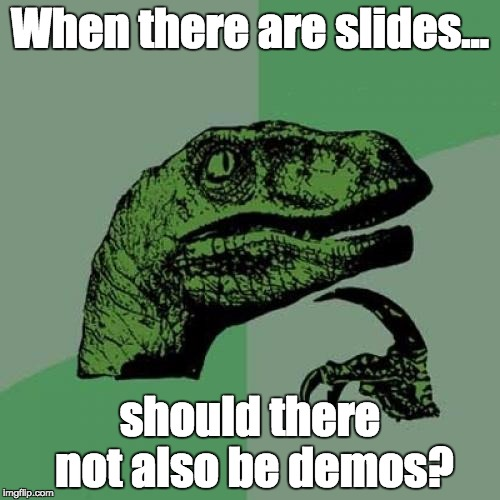 When there are slides...
should there
not also be demos?
imgflip.com